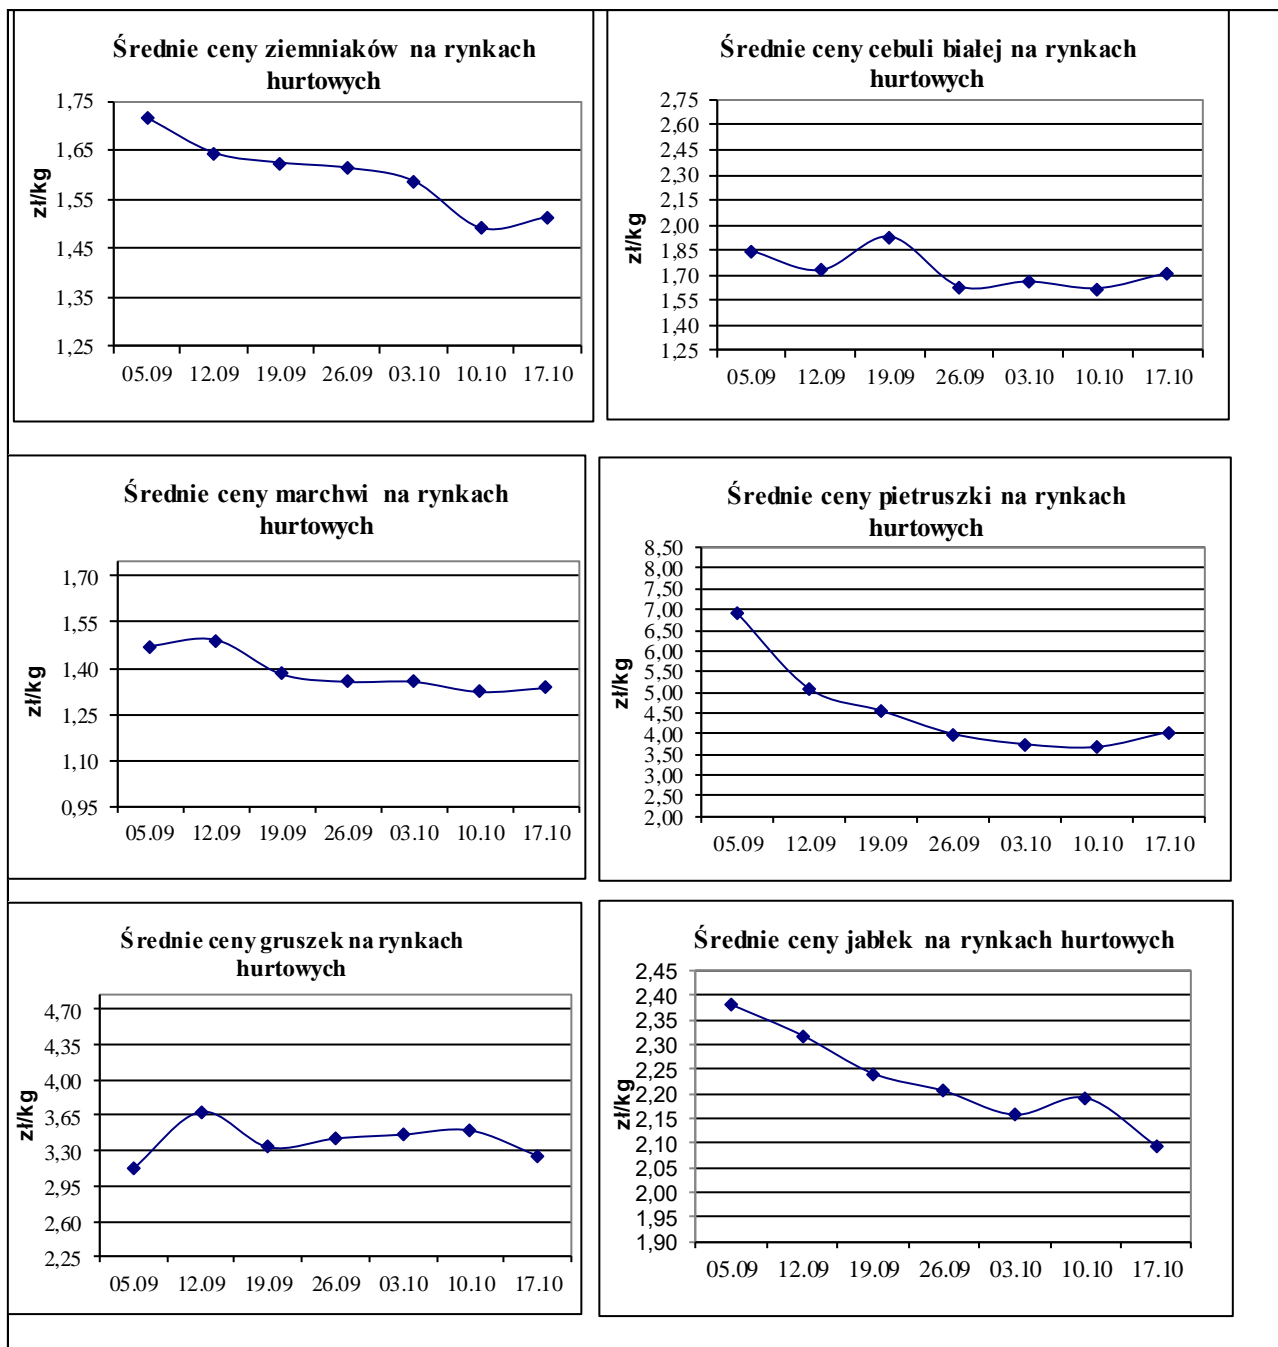 Średnie ceny ziemniaków na rynkach
hurtowych
1,75
1,65
1,55
1,45
1,35
1,25
zł/kg
05.09 12.09 19.09 26.09 03.10 10.10 17.10
Średnie ceny cebuli białej na rynkach
hurtowych
2,75
2,60
2,45
2,30
2,15
2,00
1,85
1,70
1,55
1,40
1,25
zł/kg
05.09 12.09 19.09 26.09 03.10 10.10 17.10
Średnie ceny marchwi na rynkach
hurtowych
1,70
1,55
1,40
1,25
1,10
0,95
zł/kg
05.09 12.09 19.09 26.09 03.10 10.10 17.10
Średnie ceny pietruszki na rynkach
hurtowych
8,50
8,00
7,50
7,00
6,50
6,00
5,50
5,00
4,50
4,00
3,50
3,00
2,50
2,00
zł/kg
05.09 12.09 19.09 26.09 03.10 10.10 17.10
Średnie ceny gruszek na rynkach
hurtowych
4,70
4,35
4,00
3,65
3,30
2,95
2,60
2,25
zł/kg
05.09 12.09 19.09 26.09 03.10 10.10 17.10
Średnie ceny jabłek na rynkach hurtowych
2,45
2,40
2,35
2,30
2,25
2,20
2,15
2,10
2,05
2,00
1,95
1,90
zł/kg
05.09 12.09 19.09 26.09 03.10 10.10 17.10